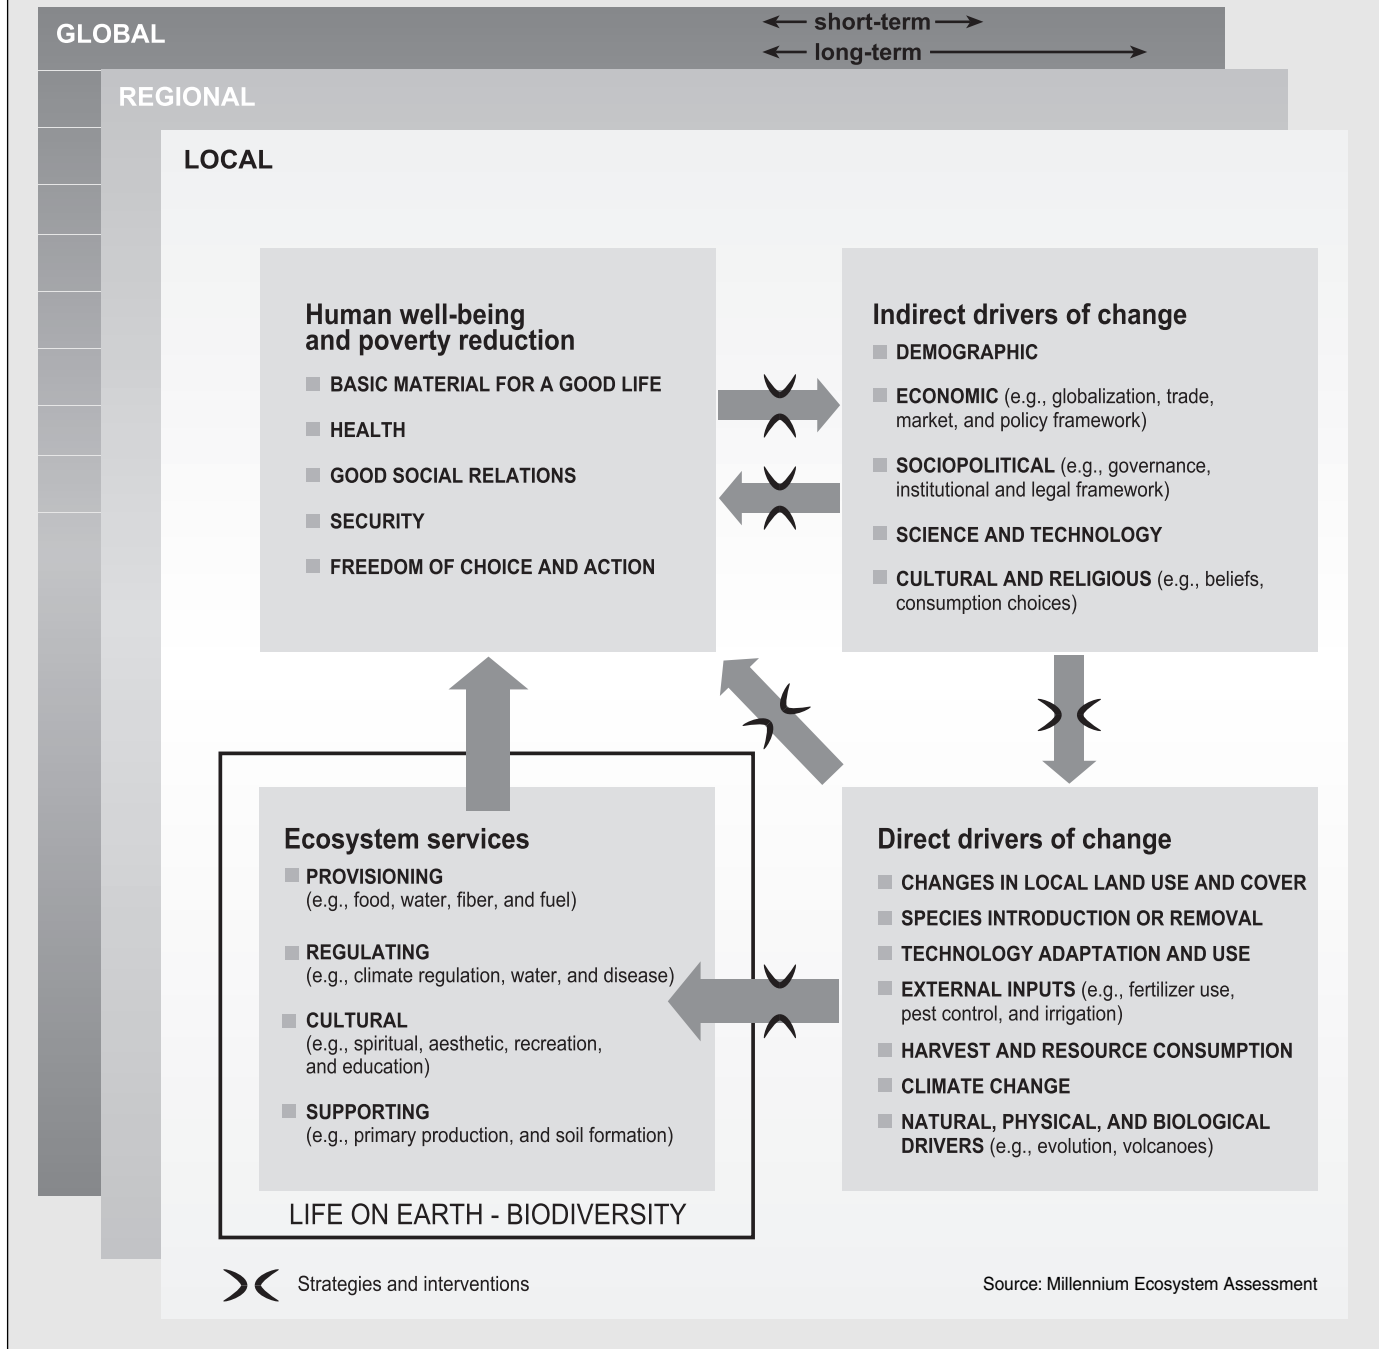 GLOBAL
short-term
long-term
REGIONAL
LOCAL
Human well-being
and poverty reduction
BASIC MATERIAL FOR A GOOD LIFE
HEALTH
GOOD SOCIAL RELATIONS
SECURITY
FREEDOM OF CHOICE AND ACTION
Indirect drivers of change
DEMOGRAPHIC
ECONOMIC (e.g., globalization, trade,
market, and policy framework)
SOCIOPOLITICAL (e.g., governance,
institutional and legal framework)
SCIENCE AND TECHNOLOGY
CULTURAL AND RELIGIOUS (e.g., beliefs,
consumption choices)
Ecosystem services
PROVISIONING
(e.g., food, water, fiber, and fuel)
REGULATING
(e.g., climate regulation, water, and disease)
CULTURAL
(e.g., spiritual, aesthetic, recreation,
and education)
SUPPORTING
(e.g., primary production, and soil formation)
LIFE ON EARTH - BIODIVERSITY
Direct drivers of change
CHANGES IN LOCAL LAND USE AND COVER
SPECIES INTRODUCTION OR REMOVAL
TECHNOLOGY ADAPTATION AND USE
EXTERNAL INPUTS (e.g., fertilizer use,
pest control, and irrigation)
HARVEST AND RESOURCE CONSUMPTION
CLIMATE CHANGE
NATURAL, PHYSICAL, AND BIOLOGICAL
DRIVERS (e.g., evolution, volcanoes)
Strategies and interventions
Source: Millennium Ecosystem Assessment